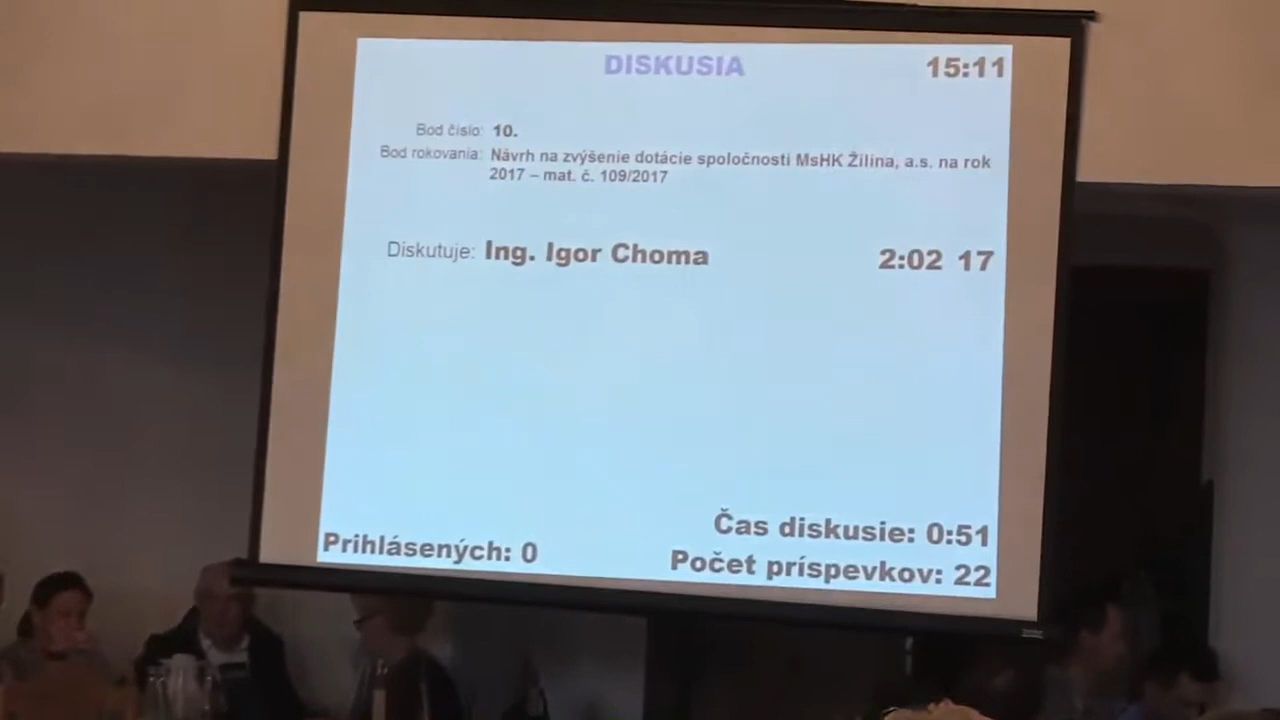 DISKUSIA 15:11
Bod číslo: 10.
Bod rokovania: Návrh na zvýšenie dotácie spoločnosti MsHK Žilina, a.s. na rok
2017 – mat. č. 109/2017
Diskutuje: Ing. Igor Choma 2:02 17
Čas diskusie: 0:51
Prihlásených: 0 Počet príspevkov: 22